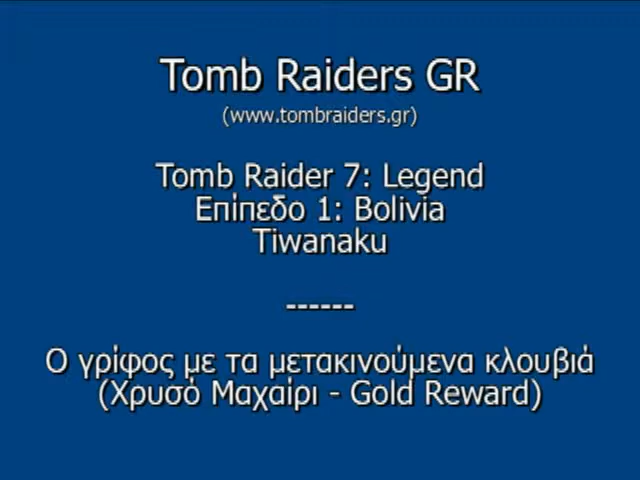 Tomb Raiders GR
(www.tombraiders.gr)
Tomb Raider 7: Legend
Επίπεδο 1: Bolivia
Tiwanaku
------
Ο γρίφος με τα μετακινούμενα κλουβιά
(Χρυσό Μαχαίρι - Gold Reward)